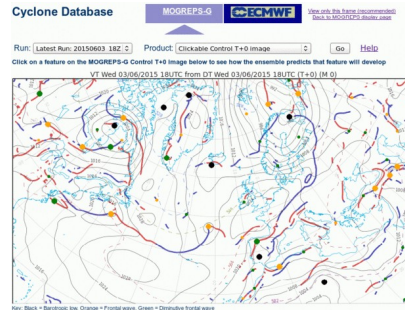 Cyclone Database MOGREPS-G ECMWF View only this frame (recommended)
Back to MOGREPS display page
Run: Latest Run: 20150603 18Z Product: Clickable Control T+0 image Go Help
Click on a feature on the MOGREPS-G Control T+0 image below to see how the ensemble predicts that feature will develop
VT Wed 03/06/2015 18UTC from DT Wed 03/06/2015 18UTC (T+0) (M 0)
Key: Black = Barotropic low, Orange = Frontal wave, Green = Diminutive frontal wave